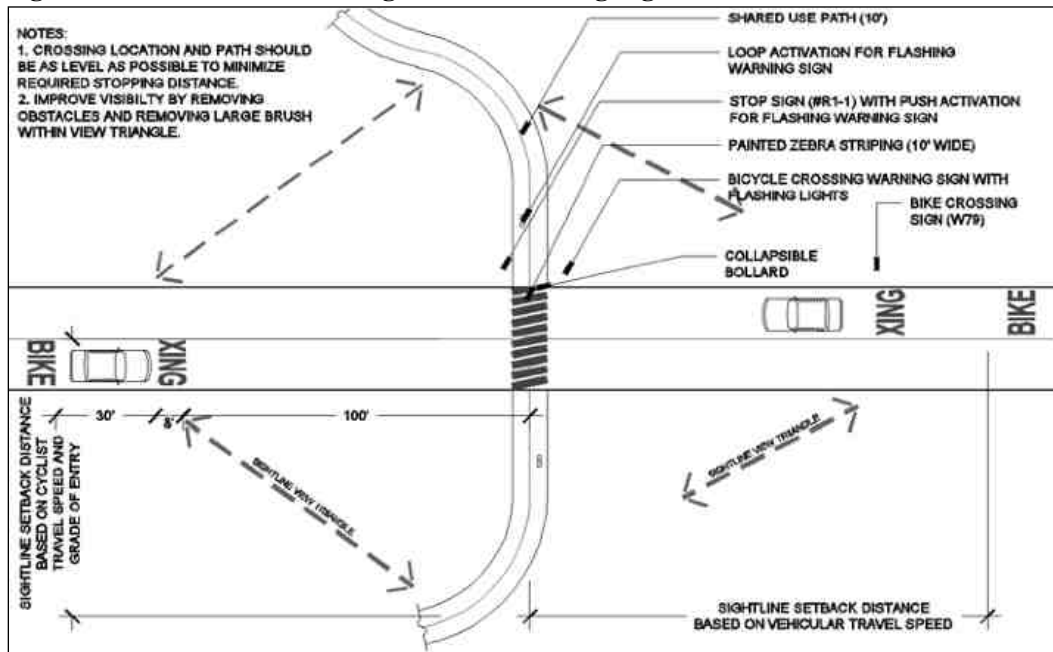 NOTES:
1. CROSSING LOCATION AND PATH SHOULD
BE AS LEVEL AS POSSIBLE TO MINIMIZE
REQUIRED STOPPING DISTANCE.
2. IMPROVE VISIBILTY BY REMOVING
OBSTACLES AND REMOVING LARGE BRUSH
WITHIN VIEW TRIANGLE.
SHARED USE PATH (10')
LOOP ACTIVATION FOR FLASHING
WARNING SIGN
STOP SIGN (#R1-1) WITH PUSH ACTIVATION
FOR FLASHING WARNING SIGN
PAINTED ZEBRA STRIPING (10' WIDE)
BICYCLE CROSSING WARNING SIGN WITH
FLASHING LIGHTS
BIKE CROSSING
SIGN (W79)
COLLAPSIBLE
BOLLARD
XING
BIKE
BIKE
XING
30'
8'
100'
SIGHTLINE SETBACK DISTANCE
BASED ON CYCLIST
TRAVEL SPEED AND
GRADE OF ENTRY
SIGHTLINE VIEW TRIANGLE
SIGHTLINE VIEW TRIANGLE
SIGHTLINE SETBACK DISTANCE
BASED ON VEHICULAR TRAVEL SPEED